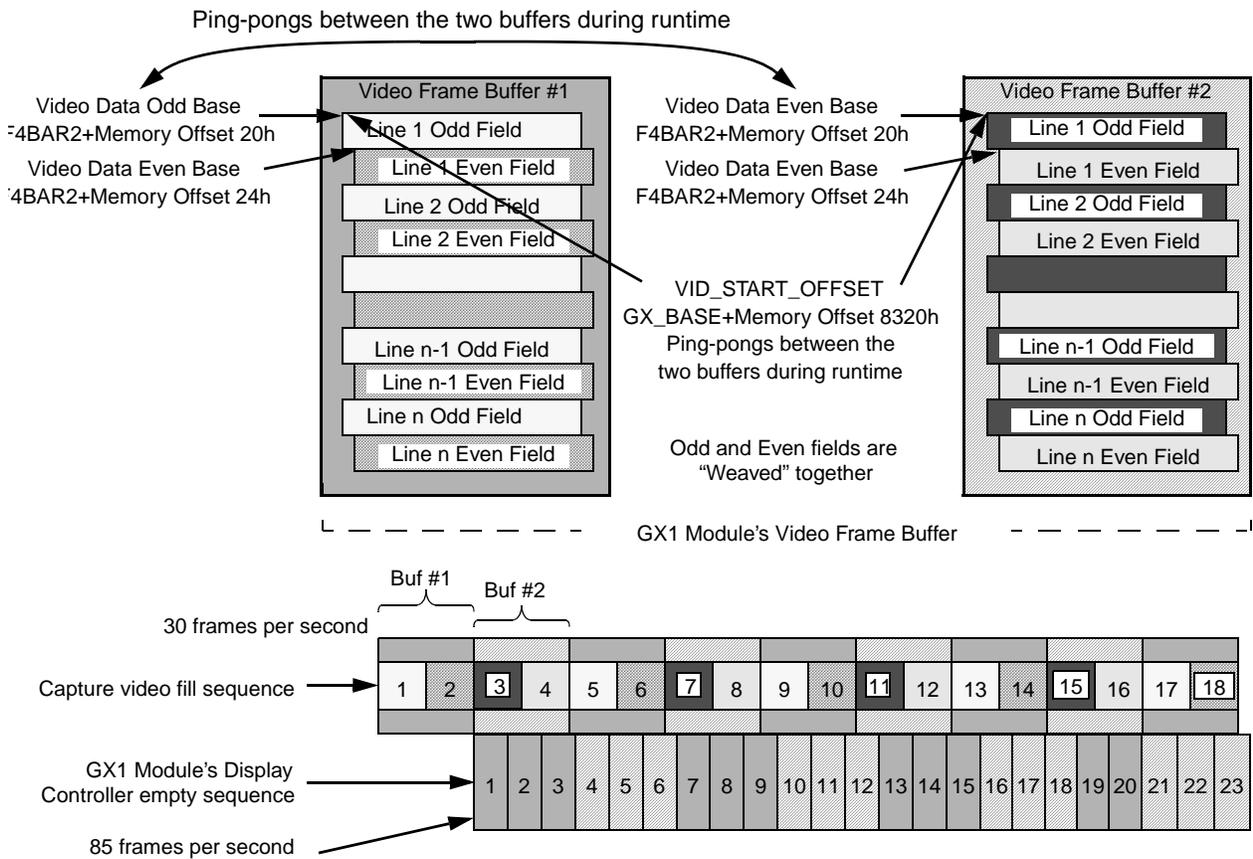 Ping-pongs between the two buffers during runtime
Video Data Odd Base
F4BAR2+Memory Offset 20h
Video Data Even Base
F4BAR2+Memory Offset 24h
Video Frame Buffer #1
Line 1 Odd Field
Line 1 Even Field
Line 2 Odd Field
Line 2 Even Field
Line n-1 Odd Field
Line n-1 Even Field
Line n Odd Field
Line n Even Field
Video Data Even Base
F4BAR2+Memory Offset 20h
Video Data Even Base
F4BAR2+Memory Offset 24h
VID_START_OFFSET
GX_BASE+Memory Offset 8320h
Ping-pongs between the
two buffers during runtime
Odd and Even fields are
“Weaved” together
Video Frame Buffer #2
Line 1 Odd Field
Line 1 Even Field
Line 2 Odd Field
Line 2 Even Field
Line n-1 Odd Field
Line n-1 Even Field
Line n Odd Field
Line n Even Field
GX1 Module’s Video Frame Buffer
Buf #1
Buf #2
30 frames per second
Capture video fill sequence
1 2 3 4 5 6 7 8 9 10 11 12 13 14 15 16 17 18
GX1 Module’s Display
Controller empty sequence
1 2 3 4 5 6 7 8 9 10 11 12 13 14 15 16 17 18 19 20 21 22 23
85 frames per second